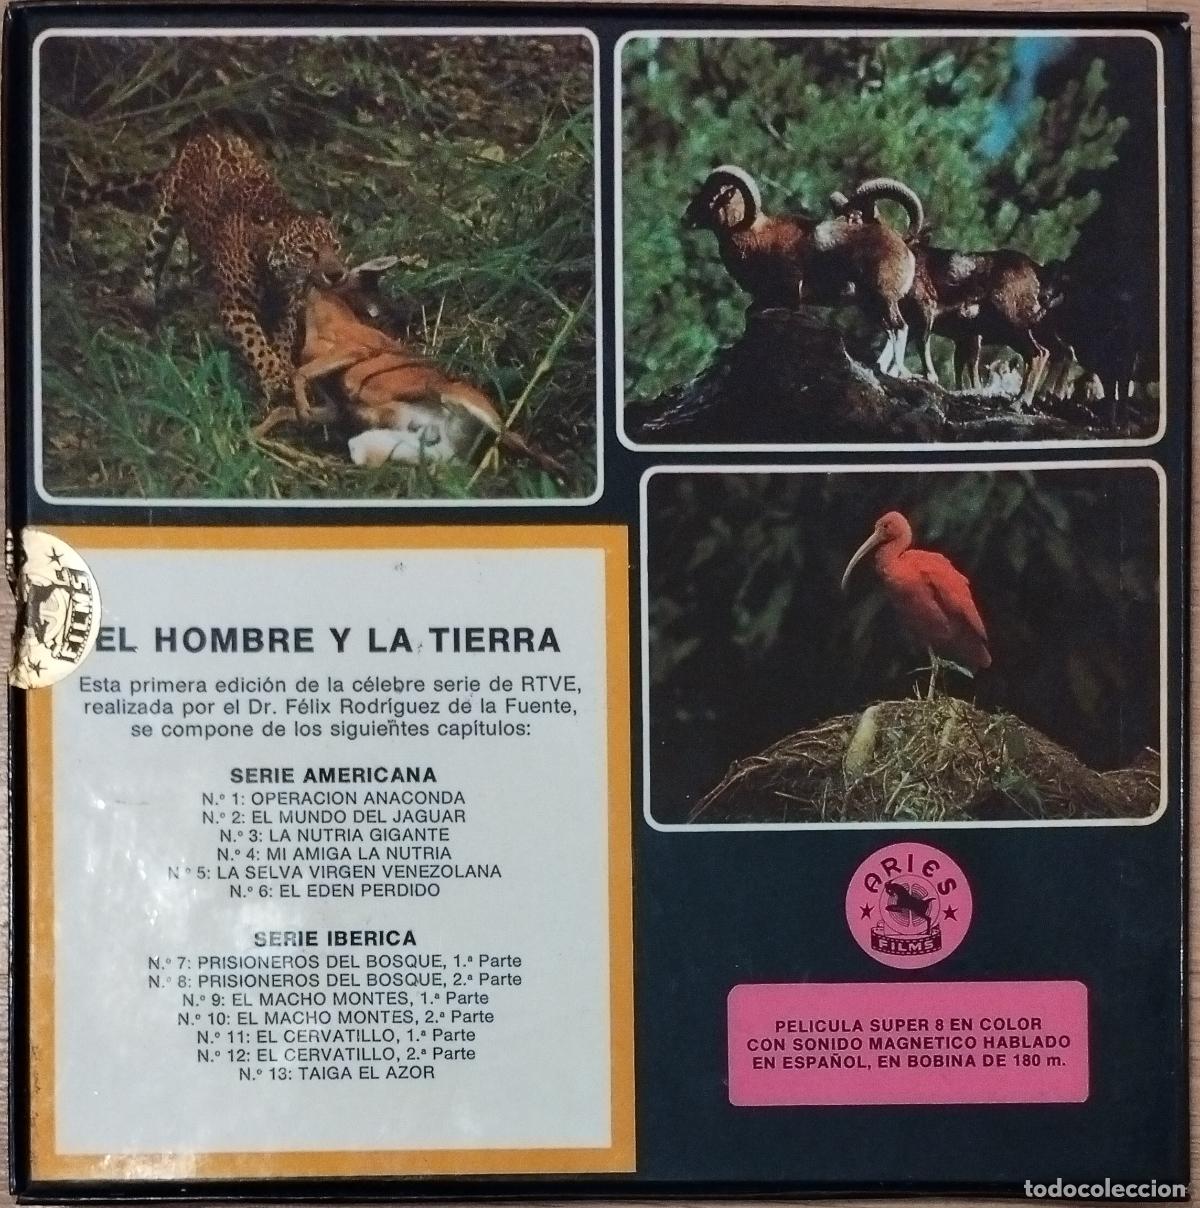 FILMS
EL HOMBRE Y LA TIERRA
Esta primera edición de la célebre serie de RTVE,
realizada por el Dr. Félix Rodríguez de la Fuente,
se compone de los siguientes capítulos:
SERIE AMERICANA
N.º 1: OPERACION ANACONDA
N.º 2: EL MUNDO DEL JAGUAR
N.º 3: LA NUTRIA GIGANTE
N.º 4: MI AMIGA LA NUTRIA
N.º 5: LA SELVA VIRGEN VENEZOLANA
N.º 6: EL EDEN PERDIDO
SERIE IBERICA
N.º 7: PRISIONEROS DEL BOSQUE, 1.ª Parte
N.º 8: PRISIONEROS DEL BOSQUE, 2.ª Parte
N.º 9: EL MACHO MONTES, 1.ª Parte
N.º 10: EL MACHO MONTES, 2.ª Parte
N.º 11: EL CERVATILLO, 1.ª Parte
N.º 12: EL CERVATILLO, 2.ª Parte
N.º 13: TAIGA EL AZOR
ARIES
FILMS
PELICULA SUPER 8 EN COLOR
CON SONIDO MAGNETICO HABLADO
EN ESPAÑOL, EN BOBINA DE 180 m.
todocoleccion